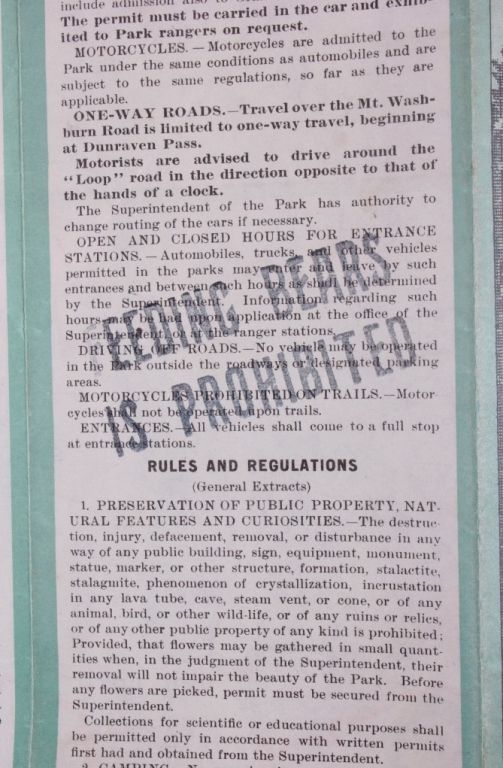 include admission also to
The permit must be carried in the car and exhib-
ited to Park rangers on request.
MOTORCYCLES. — Motorcycles are admitted to the
Park under the same conditions as automobiles and are
subject to the same regulations, so far as they are
applicable.
ONE-WAY ROADS.—Travel over the Mt. Wash-
burn Road is limited to one-way travel, beginning
at Dunraven Pass.
Motorists are advised to drive around the
"Loop" road in the direction opposite to that of
the hands of a clock.
The Superintendent of the Park has authority to
change routing of the cars if necessary.
OPEN AND CLOSED HOURS FOR ENTRANCE
STATIONS. — Automobiles, trucks, and other vehicles
permitted in the parks may enter and leave by such
entrances and between such hours as shall be determined
by the Superintendent. Information regarding such
hours may be had upon application at the office of the
Superintendent, or at the ranger stations.
DRIVING OFF ROADS.—No vehicle may be operated
in the Park outside the roadways or designated parking
areas.
MOTORCYCLES PROHIBITED ON TRAILS.—Motor-
cycles shall not be operated upon trails.
ENTRANCES.—All vehicles shall come to a full stop
at entrance stations.
FEEDING BEARS
IS PROHIBITED
RULES AND REGULATIONS
(General Extracts)
1. PRESERVATION OF PUBLIC PROPERTY, NAT-
URAL FEATURES AND CURIOSITIES.—The destruc-
tion, injury, defacement, removal, or disturbance in any
way of any public building, sign, equipment, monument,
statue, marker, or other structure, formation, stalactite,
stalagmite, phenomenon of crystallization, incrustation
in any lava tube, cave, steam vent, or cone, or of any
animal, bird, or other wild-life, or of any ruins or relics,
or of any other public property of any kind is prohibited;
Provided, that flowers may be gathered in small quant-
ities when, in the judgment of the Superintendent, their
removal will not impair the beauty of the Park. Before
any flowers are picked, permit must be secured from the
Superintendent.
Collections for scientific or educational purposes shall
be permitted only in accordance with written permits
first had and obtained from the Superintendent.
2. CAMPING.